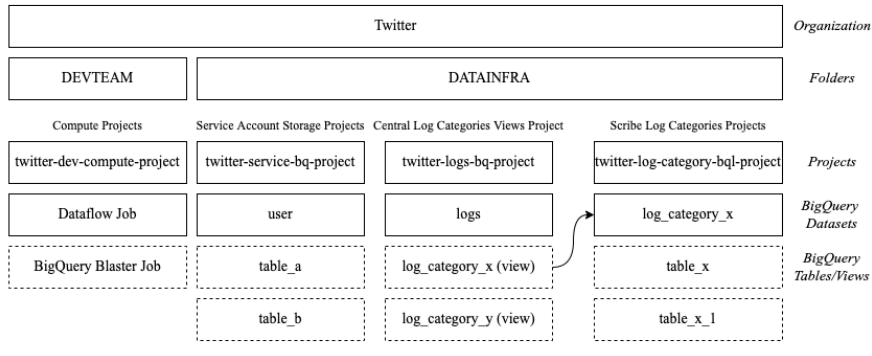 Twitter
Organization
DEVTEAM
DATAINFRA
Folders
Compute Projects
Service Account Storage Projects
Central Log Categories Views Project
Scribe Log Categories Projects
twitter-dev-compute-project
twitter-service-bq-project
twitter-logs-bq-project
twitter-log-category-bql-project
Projects
Dataflow Job
user
logs
log_category_x
BigQuery
Datasets
BigQuery Blaster Job
table_a
log_category_x (view)
table_x
BigQuery
Tables/Views
table_b
log_category_y (view)
table_x_1